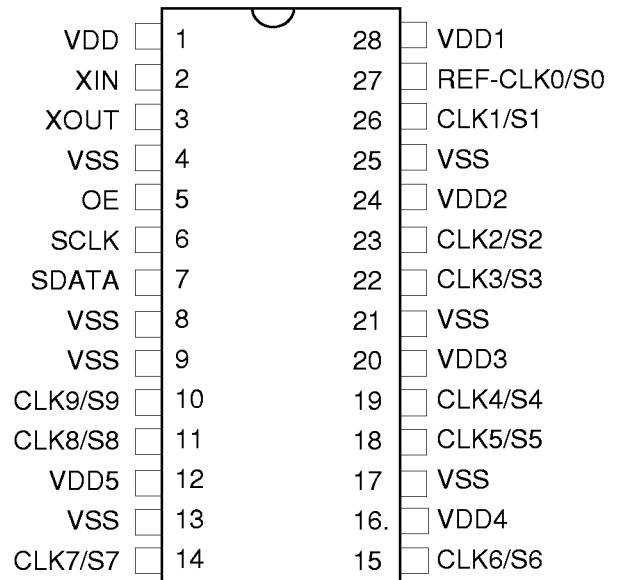 VDD 1 28 VDD1
XIN 2 27 REF-CLK0/S0
XOUT 3 26 CLK1/S1
VSS 4 25 VSS
OE 5 24 VDD2
SCLK 6 23 CLK2/S2
SDATA 7 22 CLK3/S3
VSS 8 21 VSS
VSS 9 20 VDD3
CLK9/S9 10 19 CLK4/S4
CLK8/S8 11 18 CLK5/S5
VDD5 12 17 VSS
VSS 13 16. VDD4
CLK7/S7 14 15 CLK6/S6